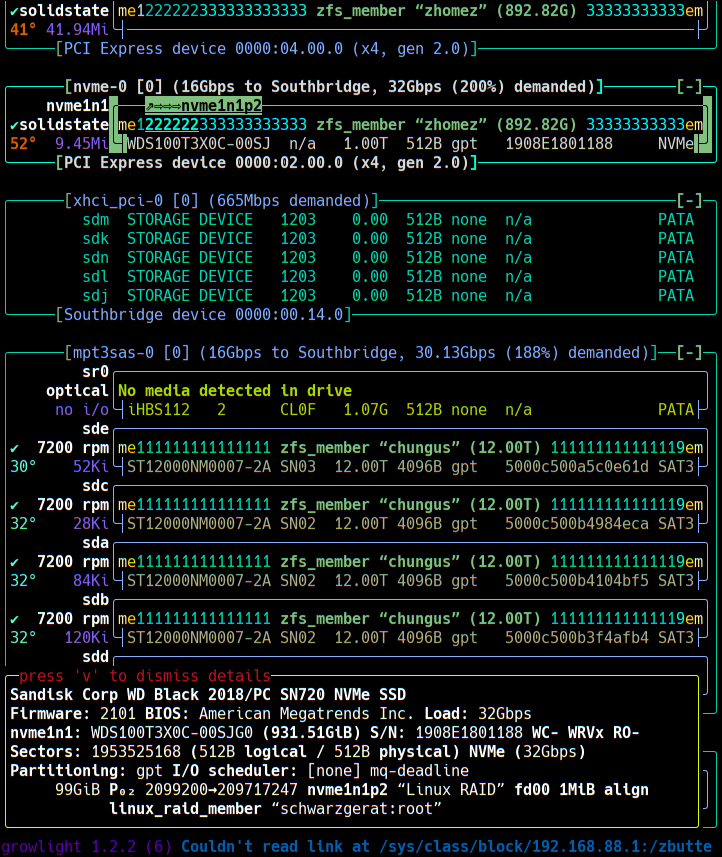 ✔solidstate me1222222333333333333 zfs_member “zhomez” (892.82G) 33333333333em
41° 41.94Mi
[PCI Express device 0000:04.00.0 (x4, gen 2.0)]
[nvme-0 [0] (16Gbps to Southbridge, 32Gbps (200%) demanded)] [-]
nvme1n1 ↗⇨⇨⇨nvme1n1p2
✔solidstate me1222222333333333333 zfs_member “zhomez” (892.82G) 33333333333em
52° 9.45Mi WDS100T3X0C-00SJ n/a 1.00T 512B gpt 1908E1801188 NVMe
[PCI Express device 0000:02.00.0 (x4, gen 2.0)]
[xhci_pci-0 [0] (665Mbps demanded)] [-]
sdm STORAGE DEVICE 1203 0.00 512B none n/a PATA
sdk STORAGE DEVICE 1203 0.00 512B none n/a PATA
sdn STORAGE DEVICE 1203 0.00 512B none n/a PATA
sdl STORAGE DEVICE 1203 0.00 512B none n/a PATA
sdj STORAGE DEVICE 1203 0.00 512B none n/a PATA
[Southbridge device 0000:00.14.0]
[mpt3sas-0 [0] (16Gbps to Southbridge, 30.13Gbps (188%) demanded)] [-]
sr0
optical No media detected in drive
no i/o iHBS112 2 CL0F 1.07G 512B none n/a PATA
sde
✔ 7200 rpm me111111111111111 zfs_member “chungus” (12.00T) 111111111111119em
30° 52Ki ST12000NM0007-2A SN03 12.00T 4096B gpt 5000c500a5c0e61d SAT3
sdc
✔ 7200 rpm me111111111111111 zfs_member “chungus” (12.00T) 111111111111119em
32° 28Ki ST12000NM0007-2A SN02 12.00T 4096B gpt 5000c500b4984eca SAT3
sda
✔ 7200 rpm me111111111111111 zfs_member “chungus” (12.00T) 111111111111119em
32° 84Ki ST12000NM0007-2A SN02 12.00T 4096B gpt 5000c500b4104bf5 SAT3
sdb
✔ 7200 rpm me111111111111111 zfs_member “chungus” (12.00T) 111111111111119em
32° 120Ki ST12000NM0007-2A SN02 12.00T 4096B gpt 5000c500b3f4afb4 SAT3
sdd
press 'v' to dismiss details
Sandisk Corp WD Black 2018/PC SN720 NVMe SSD
Firmware: 2101 BIOS: American Megatrends Inc. Load: 32Gbps
nvme1n1: WDS100T3X0C-00SJG0 (931.51GiB) S/N: 1908E1801188 WC- WRVx RO-
Sectors: 1953525168 (512B logical / 512B physical) NVMe (32Gbps)
Partitioning: gpt I/O scheduler: [none] mq-deadline
99GiB P₀₂ 2099200→209717247 nvme1n1p2 “Linux RAID” fd00 1MiB align
linux_raid_member “schwarzgerat:root”
growlight 1.2.2 (6) Couldn't read link at /sys/class/block/192.168.88.1:/zbutte